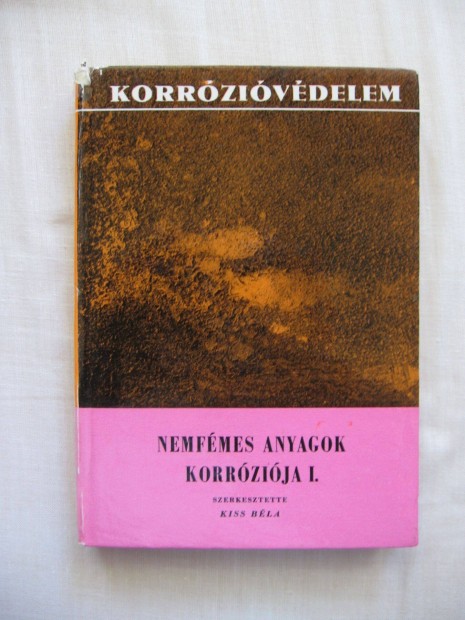 KORRÓZIÓVÉDELEM
NEMFÉMES ANYAGOK
KORRÓZIÓJA I.
SZERKESZTETTE
KISS BÉLA